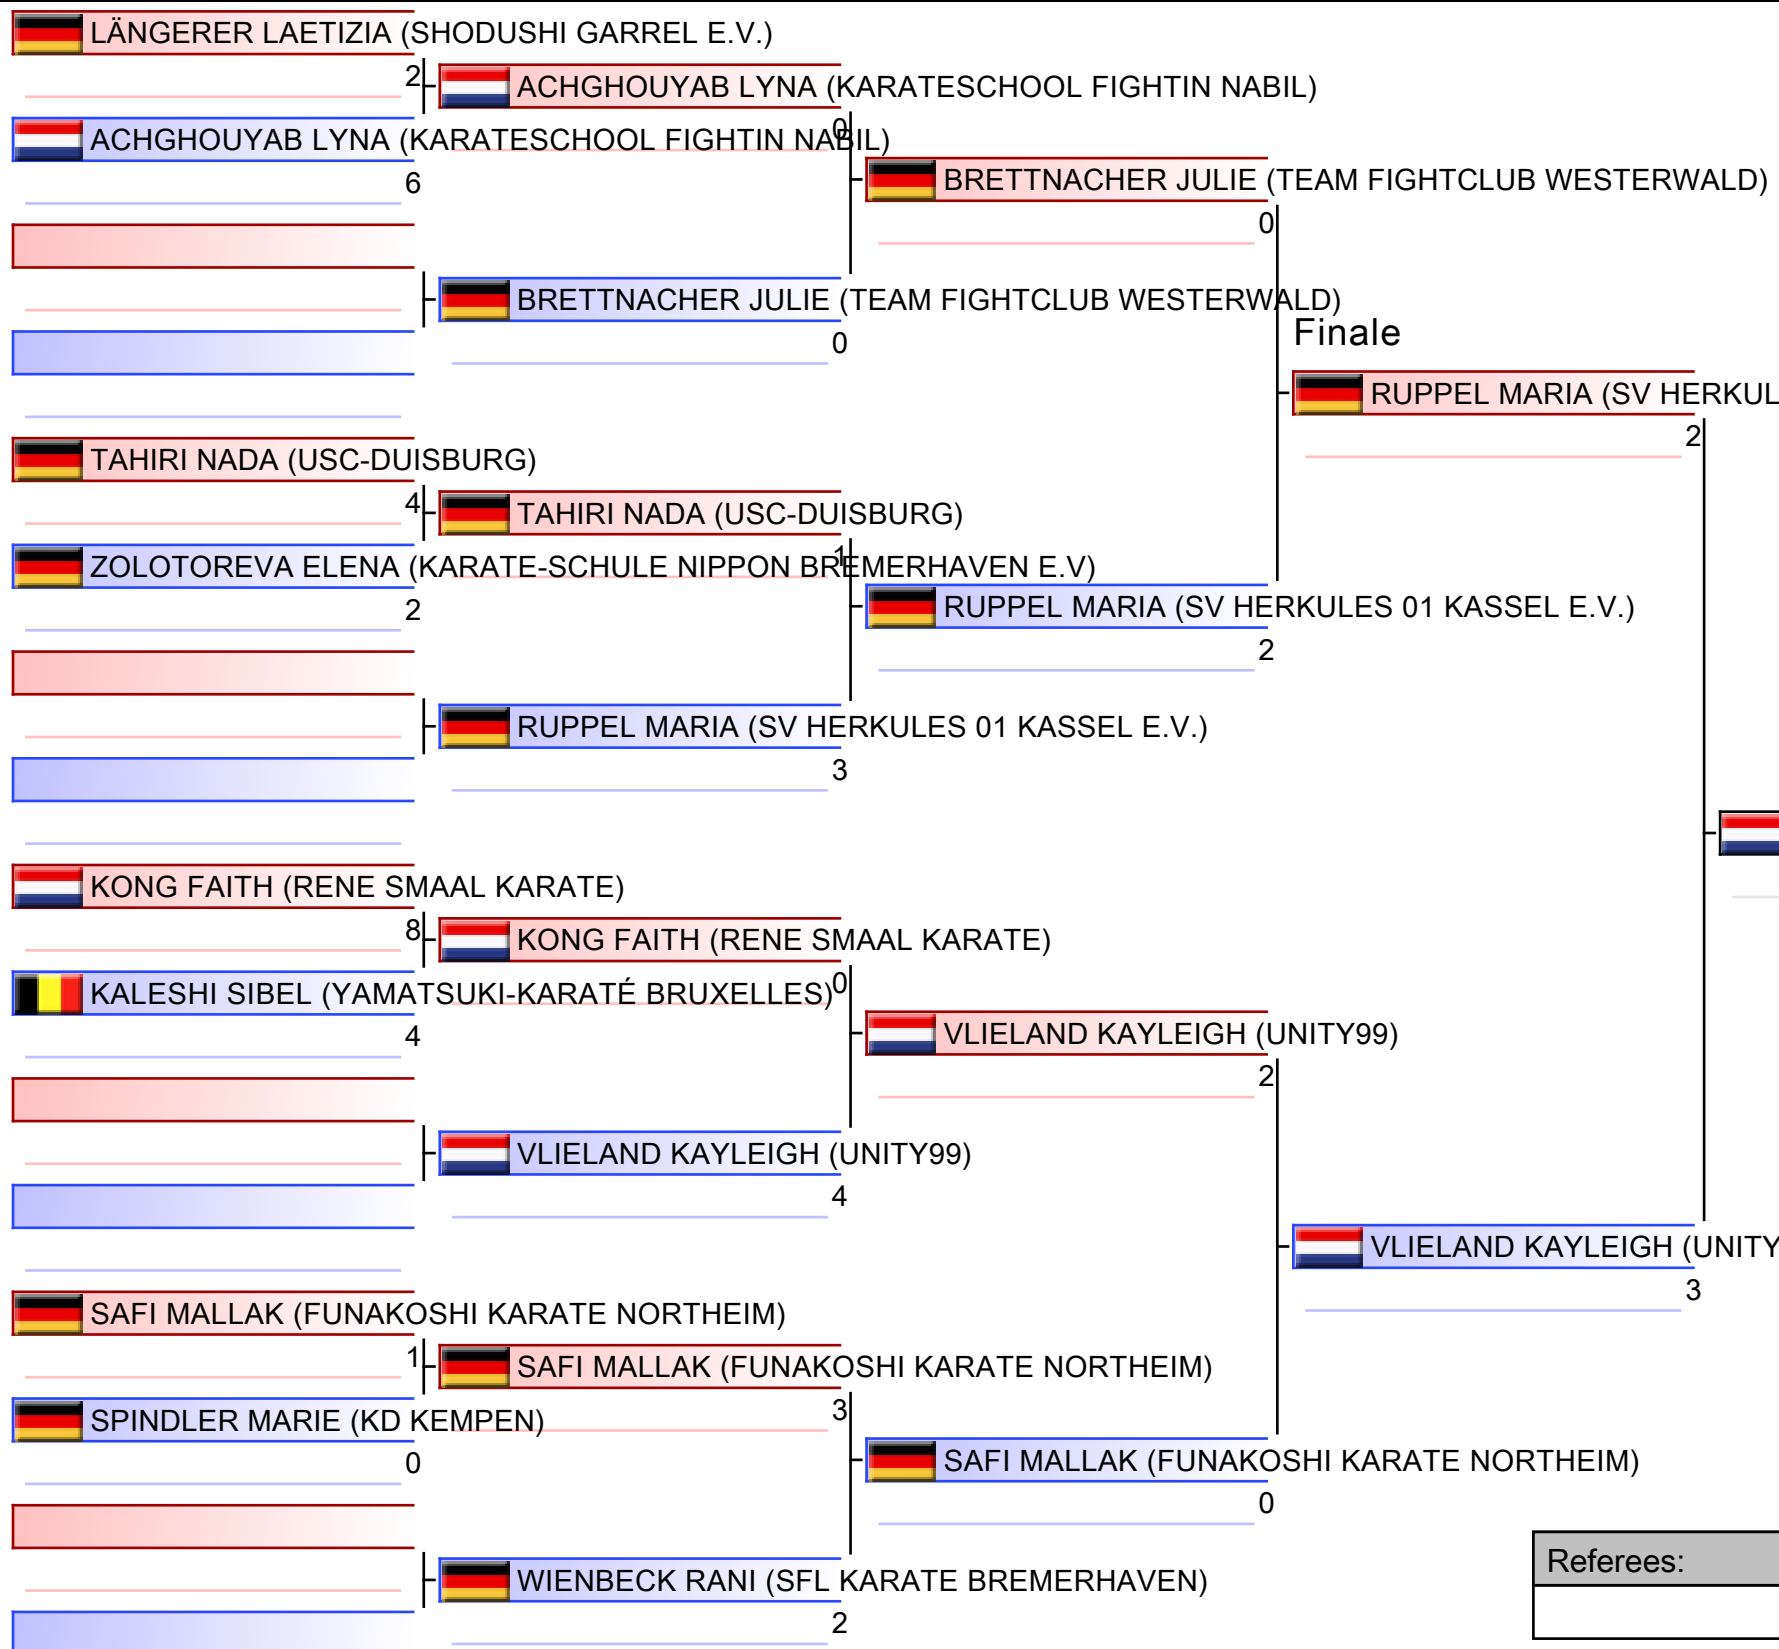 LÄNGERER LAETIZIA (SHODUSHI GARREL E.V.)
2
ACHGHOUYAB LYNA (KARATESCHOOL FIGHTIN NABIL)
6
TAHIRI NADA (USC-DUISBURG)
4
ZOLOTOREVA ELENA (KARATE-SCHULE NIPPON BREMERHAVEN E.V)
2
KONG FAITH (RENE SMAAL KARATE)
8
KALESHI SIBEL (YAMATSUKI-KARATÉ BRUXELLES)
4
SAFI MALLAK (FUNAKOSHI KARATE NORTHEIM)
1
SPINDLER MARIE (KD KEMPEN)
0
ACHGHOUYAB LYNA (KARATESCHOOL FIGHTIN NABIL)
0
BRETTNACHER JULIE (TEAM FIGHTCLUB WESTERWALD)
0
TAHIRI NADA (USC-DUISBURG)
1
RUPPEL MARIA (SV HERKULES 01 KASSEL E.V.)
3
KONG FAITH (RENE SMAAL KARATE)
0
VLIELAND KAYLEIGH (UNITY99)
4
SAFI MALLAK (FUNAKOSHI KARATE NORTHEIM)
3
WIENBECK RANI (SFL KARATE BREMERHAVEN)
2
BRETTNACHER JULIE (TEAM FIGHTCLUB WESTERWALD)
0
RUPPEL MARIA (SV HERKULES 01 KASSEL E.V.)
2
VLIELAND KAYLEIGH (UNITY99)
2
SAFI MALLAK (FUNAKOSHI KARATE NORTHEIM)
0
Finale
RUPPEL MARIA (SV HERKUL
2
VLIELAND KAYLEIGH (UNITY
3
Referees: